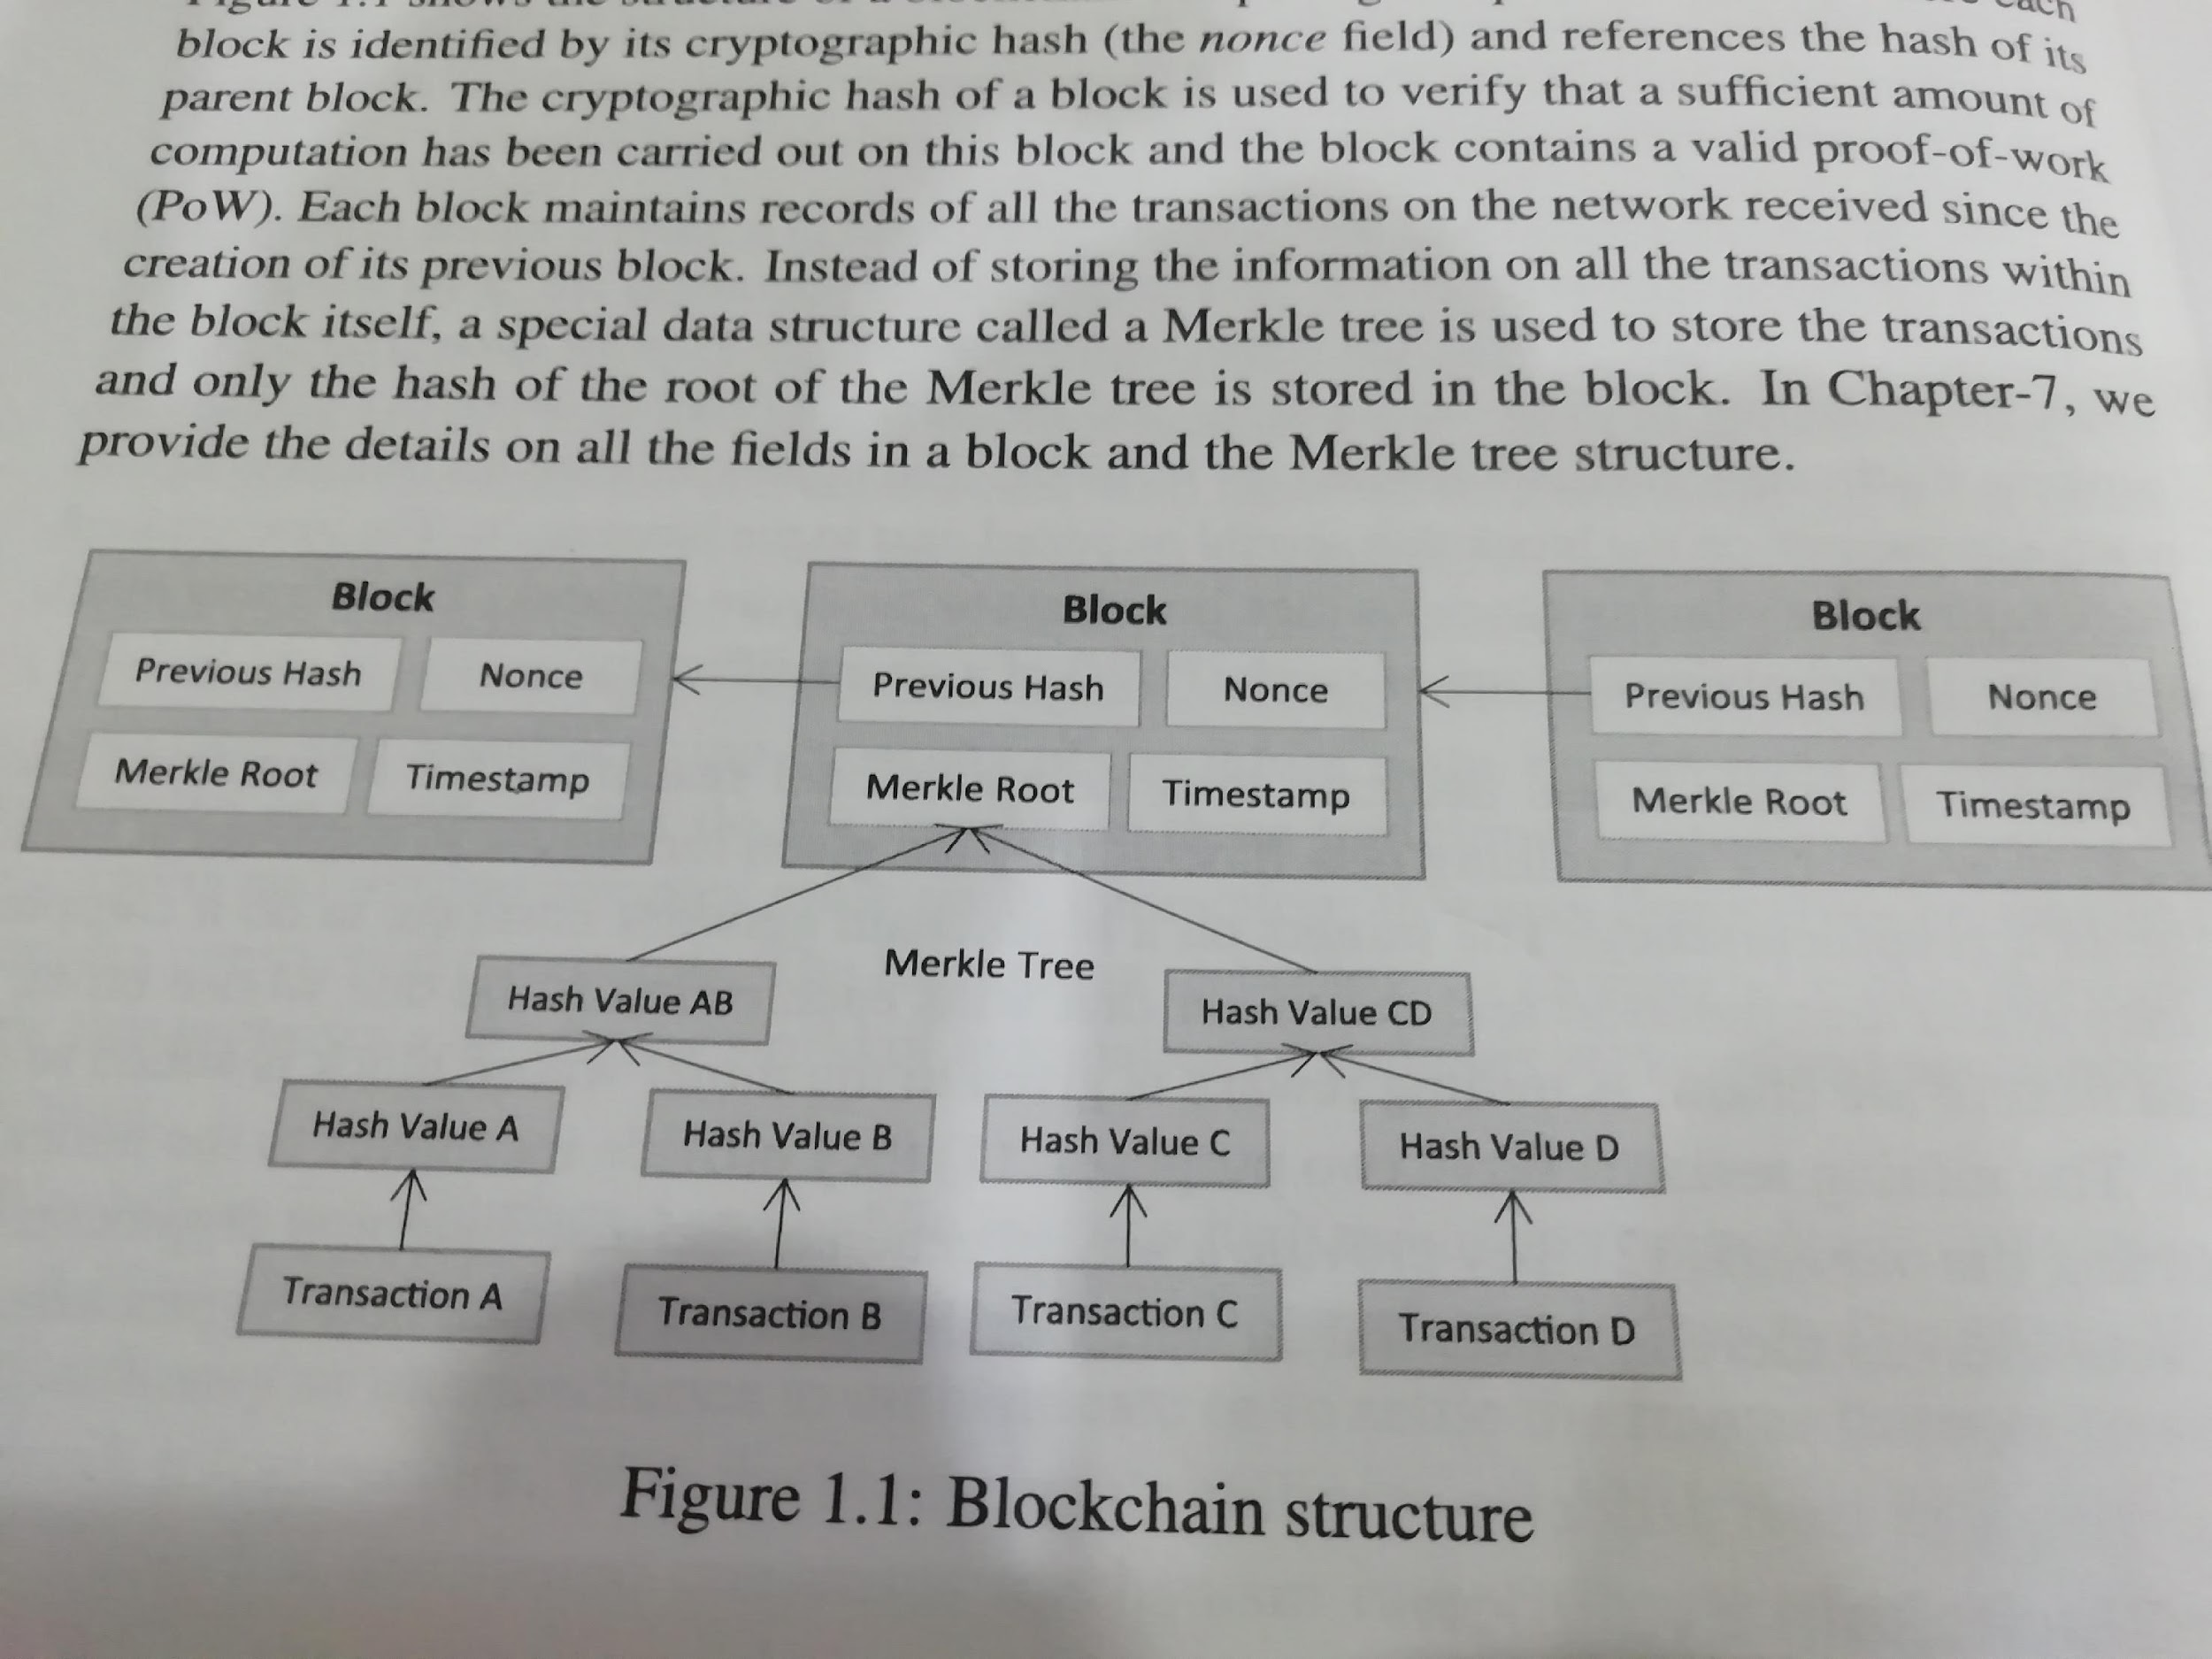 each
block is identified by its cryptographic hash (the nonce field) and references the hash of its
parent block. The cryptographic hash of a block is used to verify that a sufficient amount of
computation has been carried out on this block and the block contains a valid proof-of-work
(PoW). Each block maintains records of all the transactions on the network received since the
creation of its previous block. Instead of storing the information on all the transactions within
the block itself, a special data structure called a Merkle tree is used to store the transactions
and only the hash of the root of the Merkle tree is stored in the block. In Chapter-7, we
provide the details on all the fields in a block and the Merkle tree structure.
Block
Previous Hash Nonce
Merkle Root Timestamp
Block
Previous Hash Nonce
Merkle Root Timestamp
Block
Previous Hash Nonce
Merkle Root Timestamp
Merkle Tree
Hash Value AB
Hash Value CD
Hash Value A
Hash Value B
Hash Value C
Hash Value D
Transaction A
Transaction B
Transaction C
Transaction D
Figure 1.1: Blockchain structure